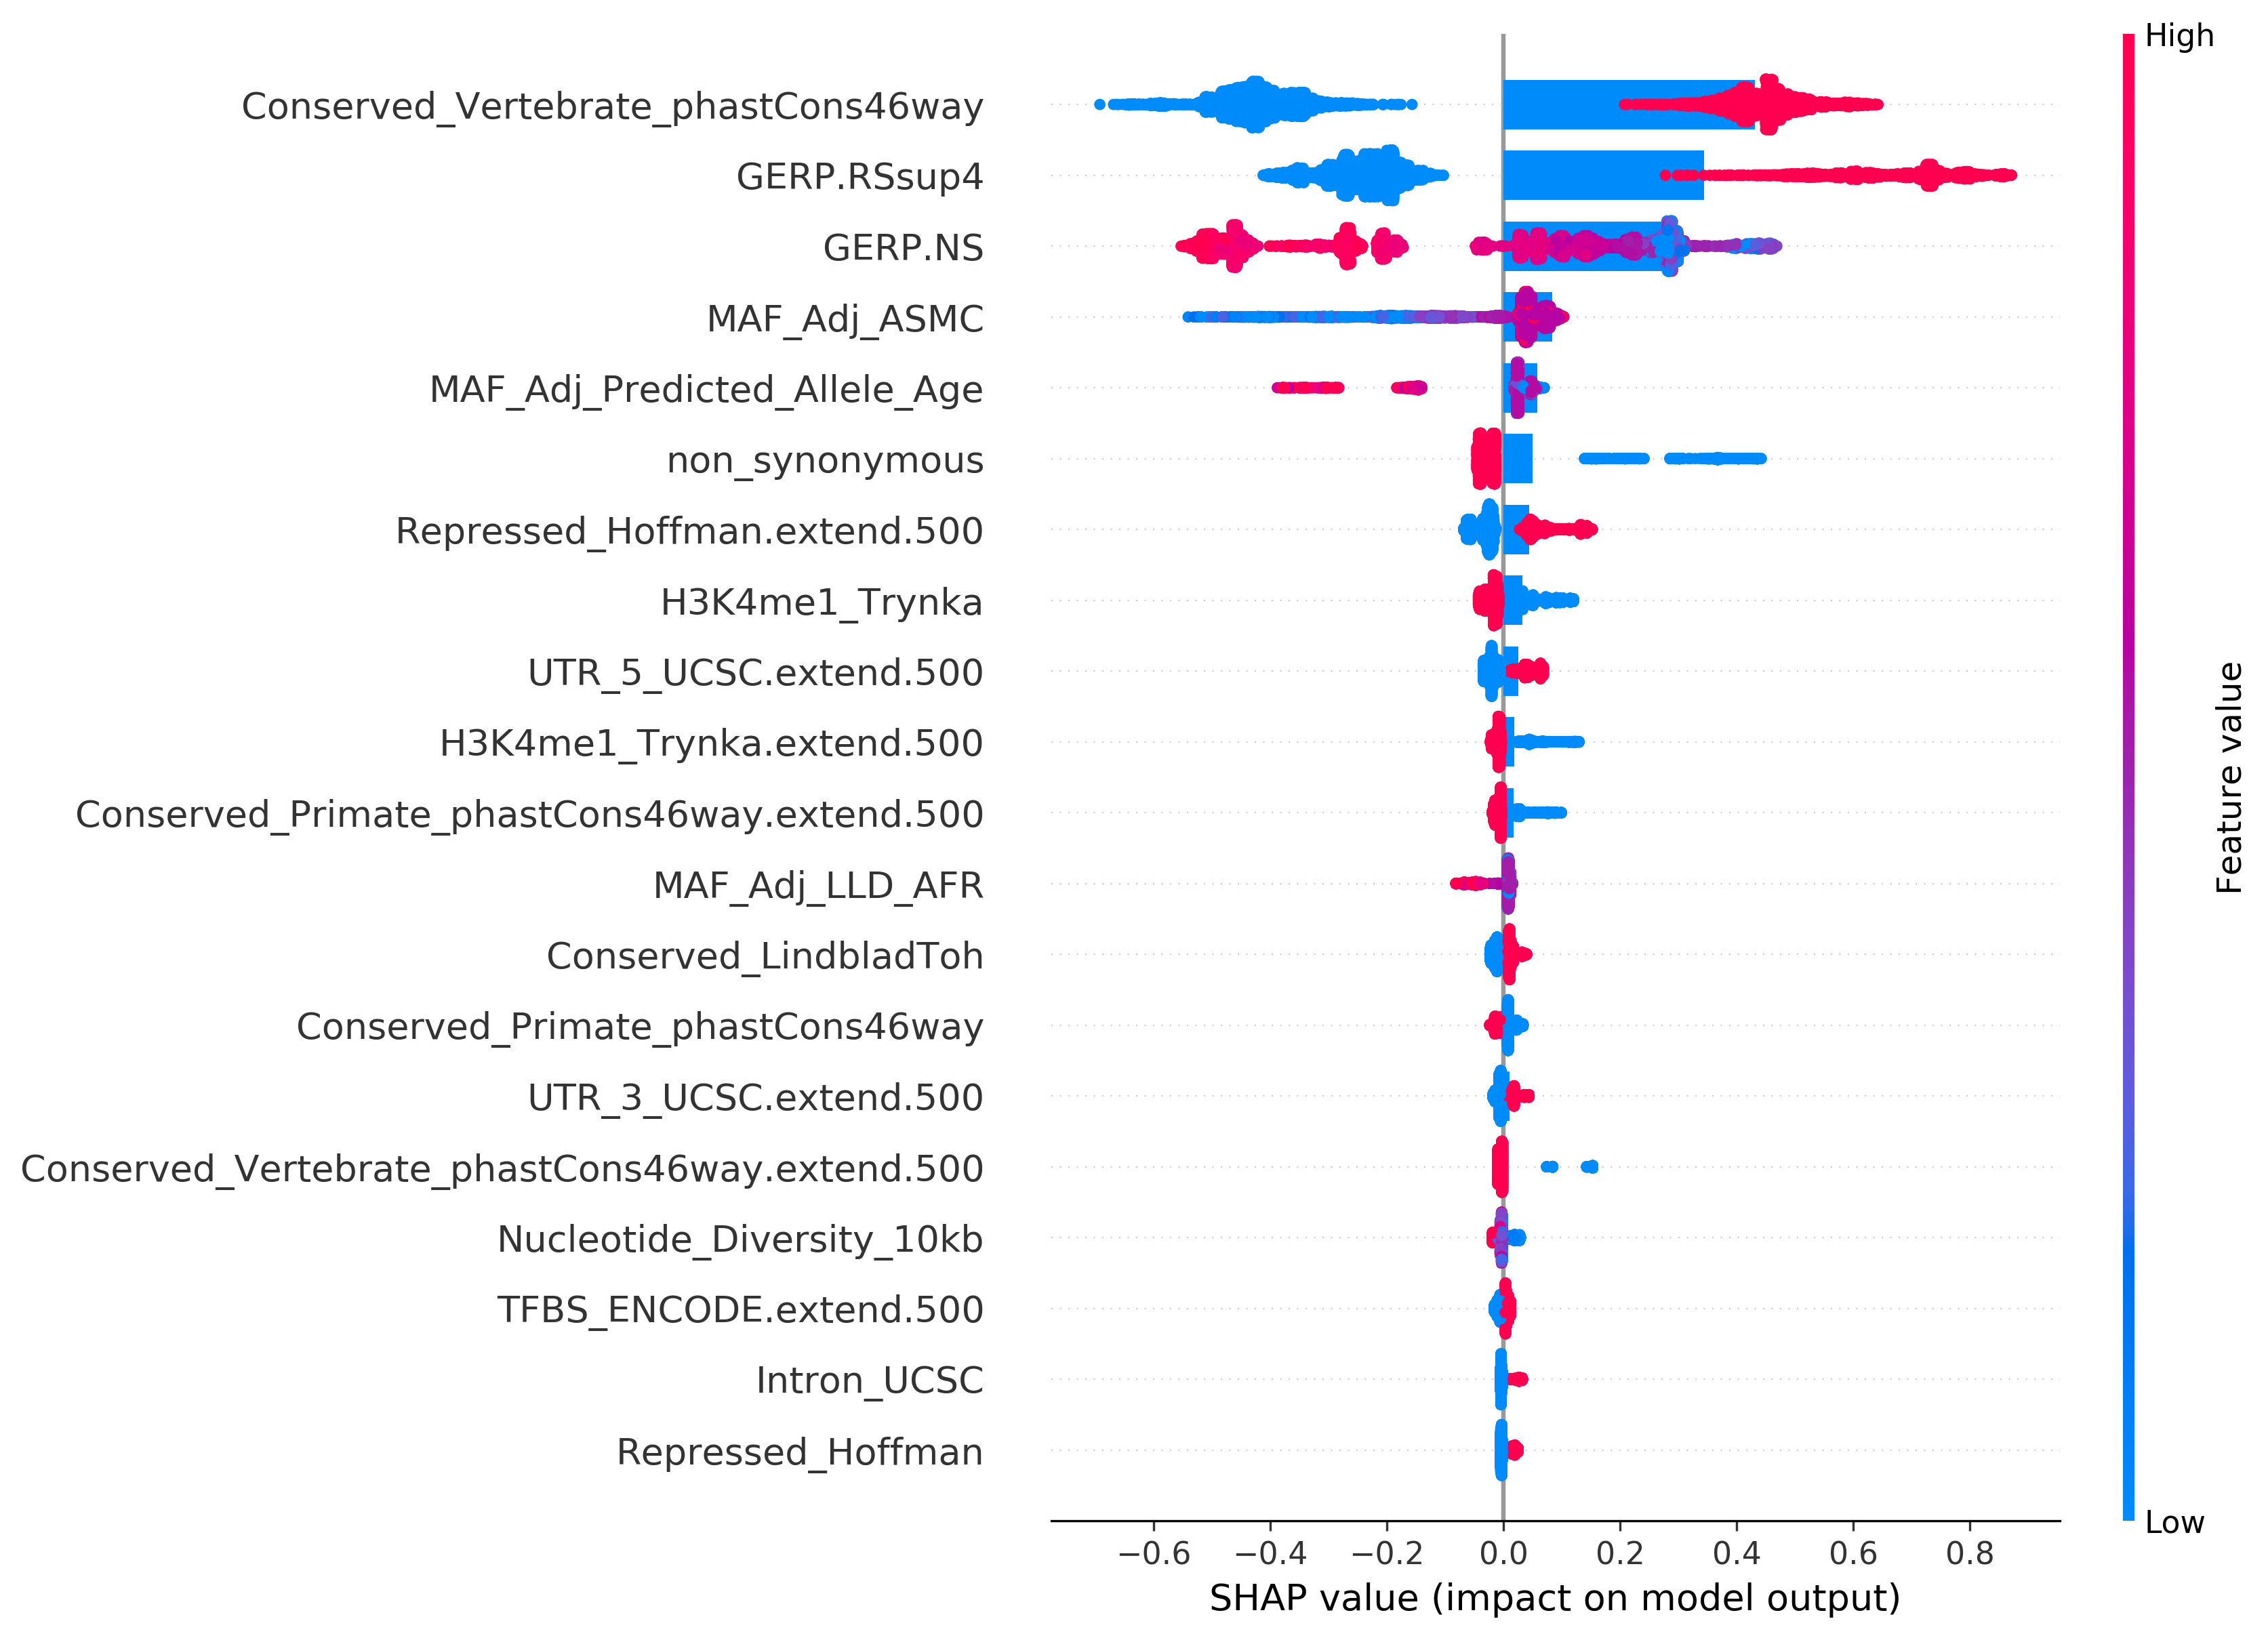 High
Conserved_Vertebrate_phastCons46way
GERP.RSsup4
GERP.NS
MAF_Adj_ASMC
MAF_Adj_Predicted_Allele_Age
non_synonymous
Repressed_Hoffman.extend.500
H3K4me1_Trynka
UTR_5_UCSC.extend.500
H3K4me1_Trynka.extend.500
Conserved_Primate_phastCons46way.extend.500
MAF_Adj_LLD_AFR
Conserved_LindbladToh
Conserved_Primate_phastCons46way
UTR_3_UCSC.extend.500
Conserved_Vertebrate_phastCons46way.extend.500
Nucleotide_Diversity_10kb
TFBS_ENCODE.extend.500
Intron_UCSC
Repressed_Hoffman
Feature value
Low
−0.6 −0.4 −0.2 0.0 0.2 0.4 0.6 0.8
SHAP value (impact on model output)